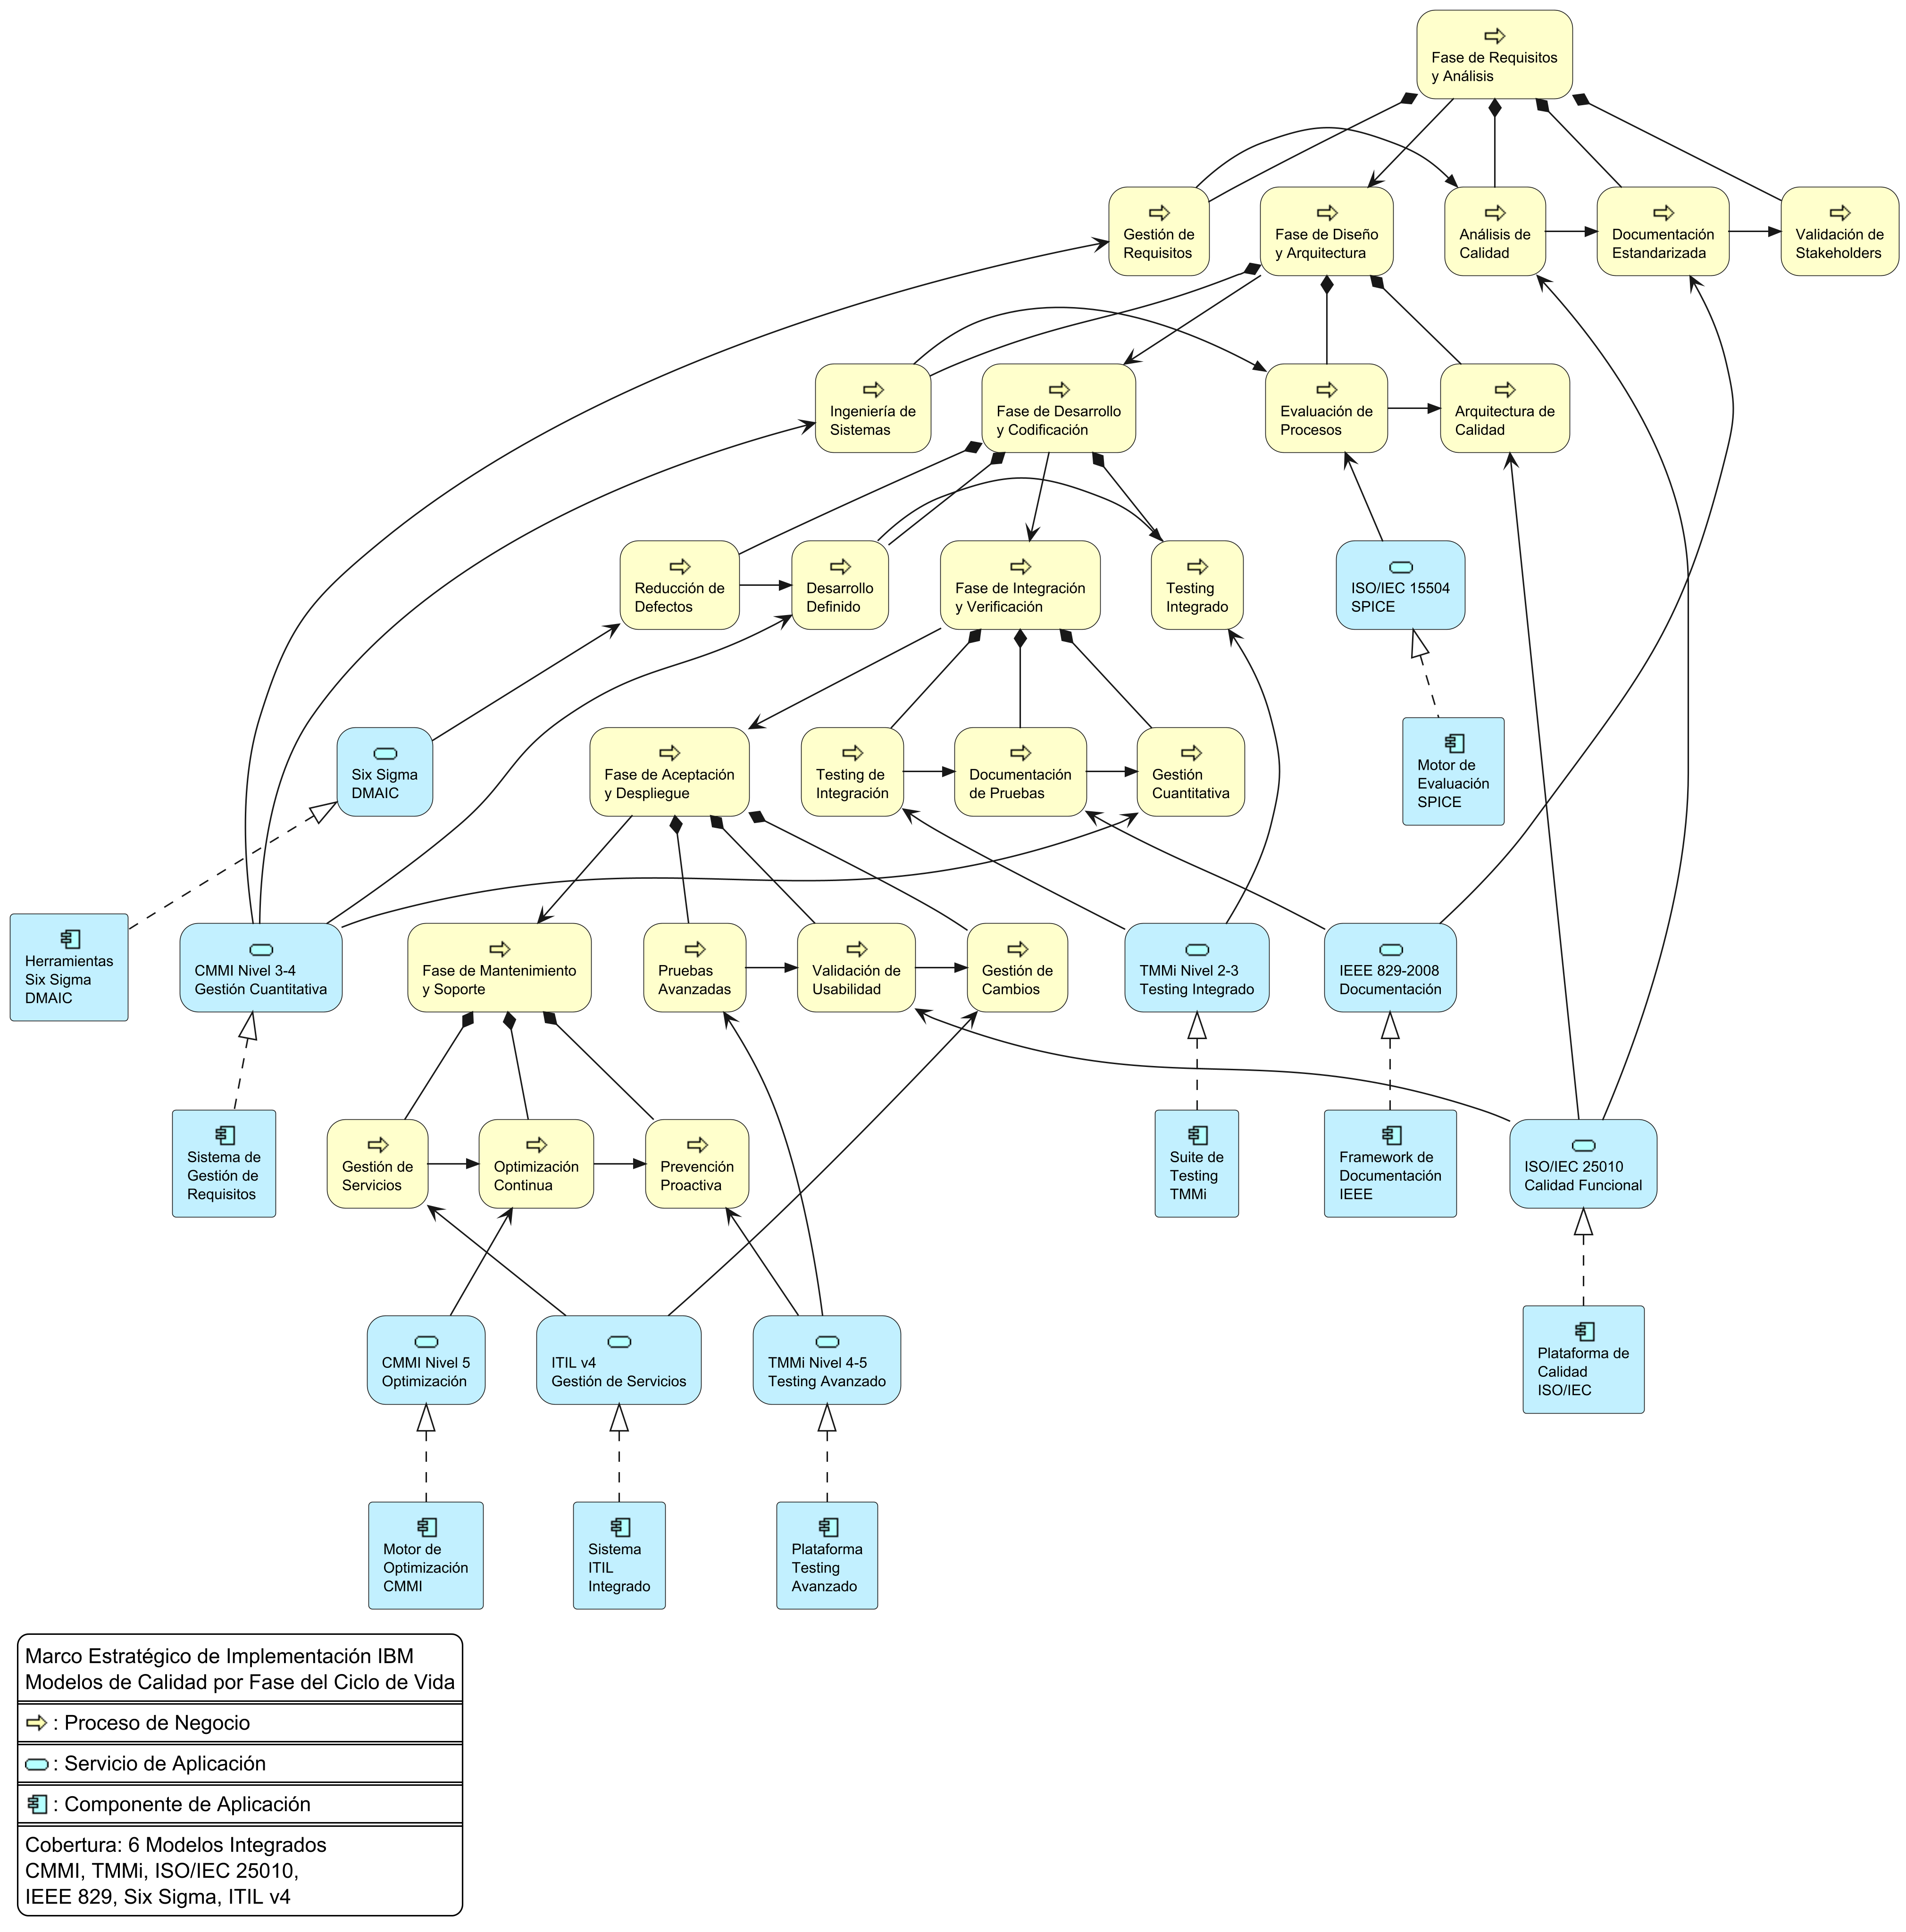 Fase de Requisitos
y Análisis
Gestión de
Requisitos
Fase de Diseño
y Arquitectura
Análisis de
Calidad
Documentación
Estandarizada
Validación de
Stakeholders
Ingeniería de
Sistemas
Fase de Desarrollo
y Codificación
Evaluación de
Procesos
Arquitectura de
Calidad
Reducción de
Defectos
Desarrollo
Definido
Fase de Integración
y Verificación
Testing
Integrado
ISO/IEC 15504
SPICE
Six Sigma
DMAIC
Fase de Aceptación
y Despliegue
Testing de
Integración
Documentación
de Pruebas
Gestión
Cuantitativa
Motor de
Evaluación
SPICE
Herramientas
Six Sigma
DMAIC
CMMI Nivel 3-4
Gestión Cuantitativa
Fase de Mantenimiento
y Soporte
Pruebas
Avanzadas
Validación de
Usabilidad
Gestión de
Cambios
TMMi Nivel 2-3
Testing Integrado
IEEE 829-2008
Documentación
Sistema de
Gestión de
Requisitos
Gestión de
Servicios
Optimización
Continua
Prevención
Proactiva
Suite de
Testing
TMMi
Framework de
Documentación
IEEE
ISO/IEC 25010
Calidad Funcional
CMMI Nivel 5
Optimización
ITIL v4
Gestión de Servicios
TMMi Nivel 4-5
Testing Avanzado
Plataforma de
Calidad
ISO/IEC
Motor de
Optimización
CMMI
Sistema
ITIL
Integrado
Plataforma
Testing
Avanzado
Marco Estratégico de Implementación IBM
Modelos de Calidad por Fase del Ciclo de Vida
: Proceso de Negocio
: Servicio de Aplicación
: Componente de Aplicación
Cobertura: 6 Modelos Integrados
CMMI, TMMi, ISO/IEC 25010,
IEEE 829, Six Sigma, ITIL v4